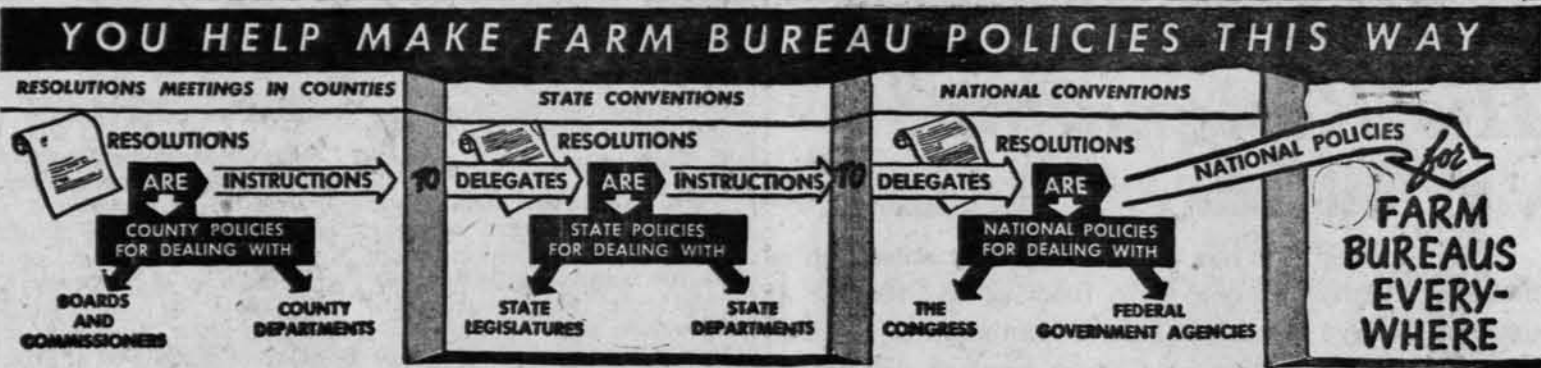 YOU HELP MAKE FARM BUREAU POLICIES THIS WAY
RESOLUTIONS MEETINGS IN COUNTIES
RESOLUTIONS
ARE
INSTRUCTIONS
TO
COUNTY POLICIES
FOR DEALING WITH
BOARDS
AND
COMMISSIONERS
COUNTY
DEPARTMENTS
STATE CONVENTIONS
RESOLUTIONS
DELEGATES
ARE
INSTRUCTIONS
TO
STATE POLICIES
FOR DEALING WITH
STATE
LEGISLATURES
STATE
DEPARTMENTS
NATIONAL CONVENTIONS
RESOLUTIONS
DELEGATES
ARE
NATIONAL POLICIES
FOR DEALING WITH
THE
CONGRESS
FEDERAL
GOVERNMENT AGENCIES
NATIONAL POLICIES
for
FARM
BUREAUS
EVERY-
WHERE